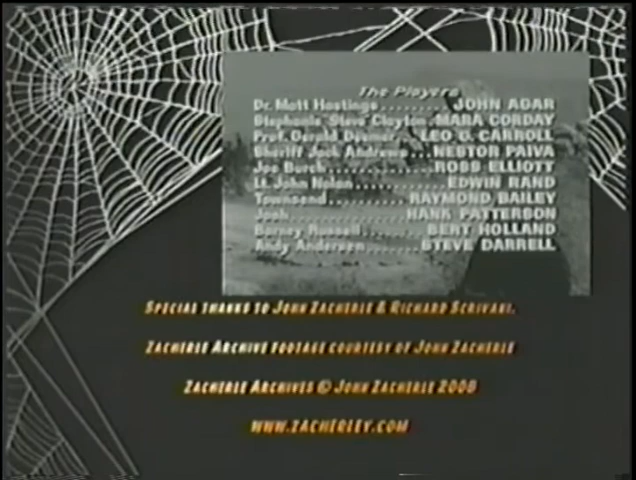 The Players
Dr. Matt Hastings........JOHN AGAR
Stephanie 'Steve' Clayton..MARA CORDAY
Prof. Gerald Deemer...LEO G. CARROLL
Sheriff Jack Andrews...NESTOR PAIVA
Joe Burch...........ROSS ELLIOTT
Lt. John Nolan...........EDWIN RAND
Townsend.........RAYMOND BAILEY
Josh..............HANK PATTERSON
Barney Russell.......BERT HOLLAND
Andy Andersen......STEVE DARRELL
SPECIAL THANKS TO JOHN ZACHERLE & RICHARD SCRIVANI.
ZACHERLE ARCHIVE FOOTAGE COURTESY OF JOHN ZACHERLE
ZACHERLE ARCHIVES © JOHN ZACHERLE 2008
WWW.ZACHERLEY.COM